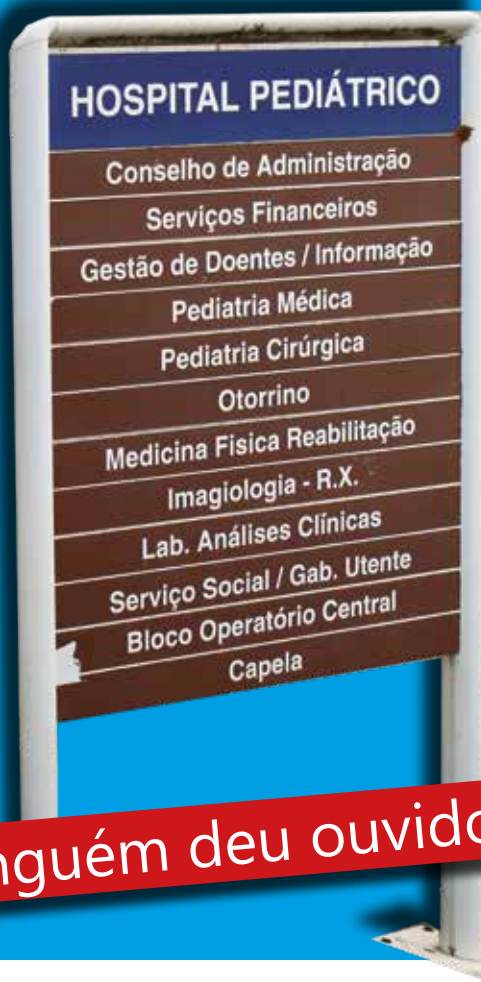 HOSPITAL PEDIÁTRICO
Conselho de Administração
Serviços Financeiros
Gestão de Doentes / Informação
Pediatria Médica
Pediatria Cirúrgica
Otorrino
Medicina Fisica Reabilitação
Imagiologia - R.X.
Lab. Análises Clínicas
Serviço Social / Gab. Utente
Bloco Operatório Central
Capela
deu